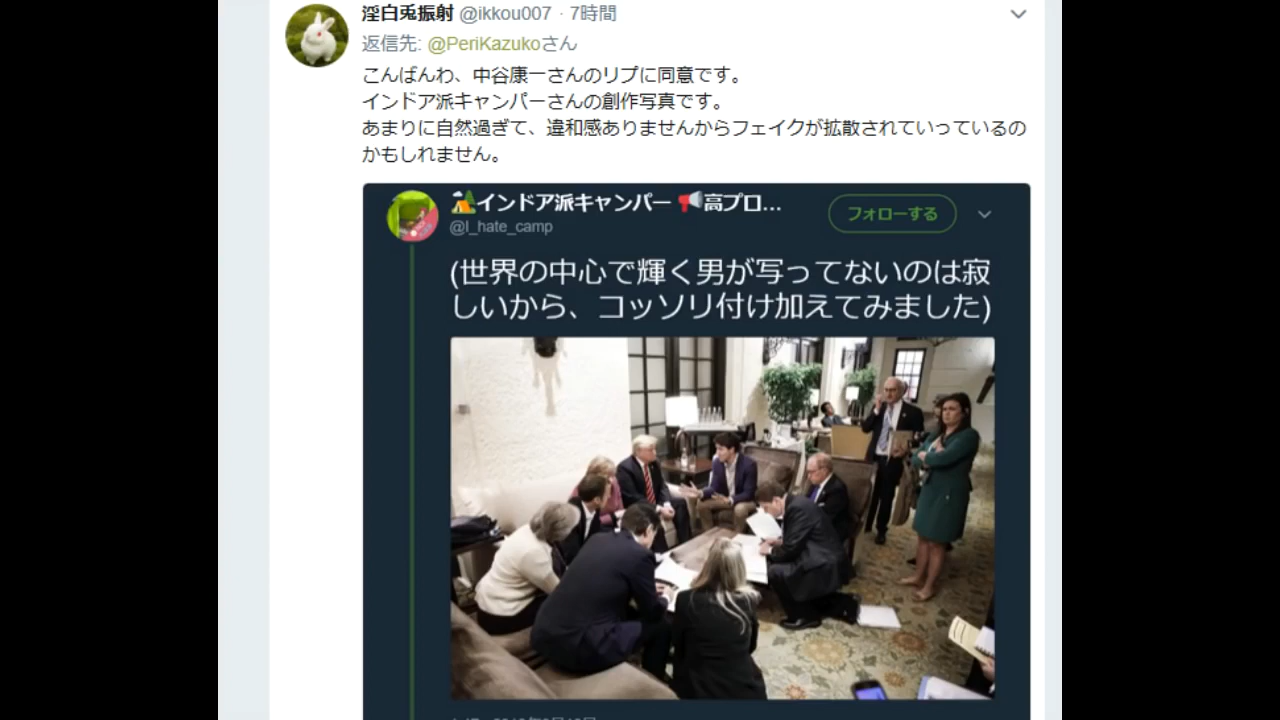 淫白兎振射 @ikkou007 · 7時間
返信先: @PeriKazukoさん
こんばんわ、中谷康一さんのリプに同意です。
インドア派キャンパーさんの創作写真です。
あまりに自然過ぎて、違和感ありませんからフェイクが拡散されていっているの
かもしれません。
🏕インドア派キャンパー 📢高プロ...
@I_hate_camp
フォローする
(世界の中心で輝く男が写ってないのは寂
しいから、コッソリ付け加えてみました)